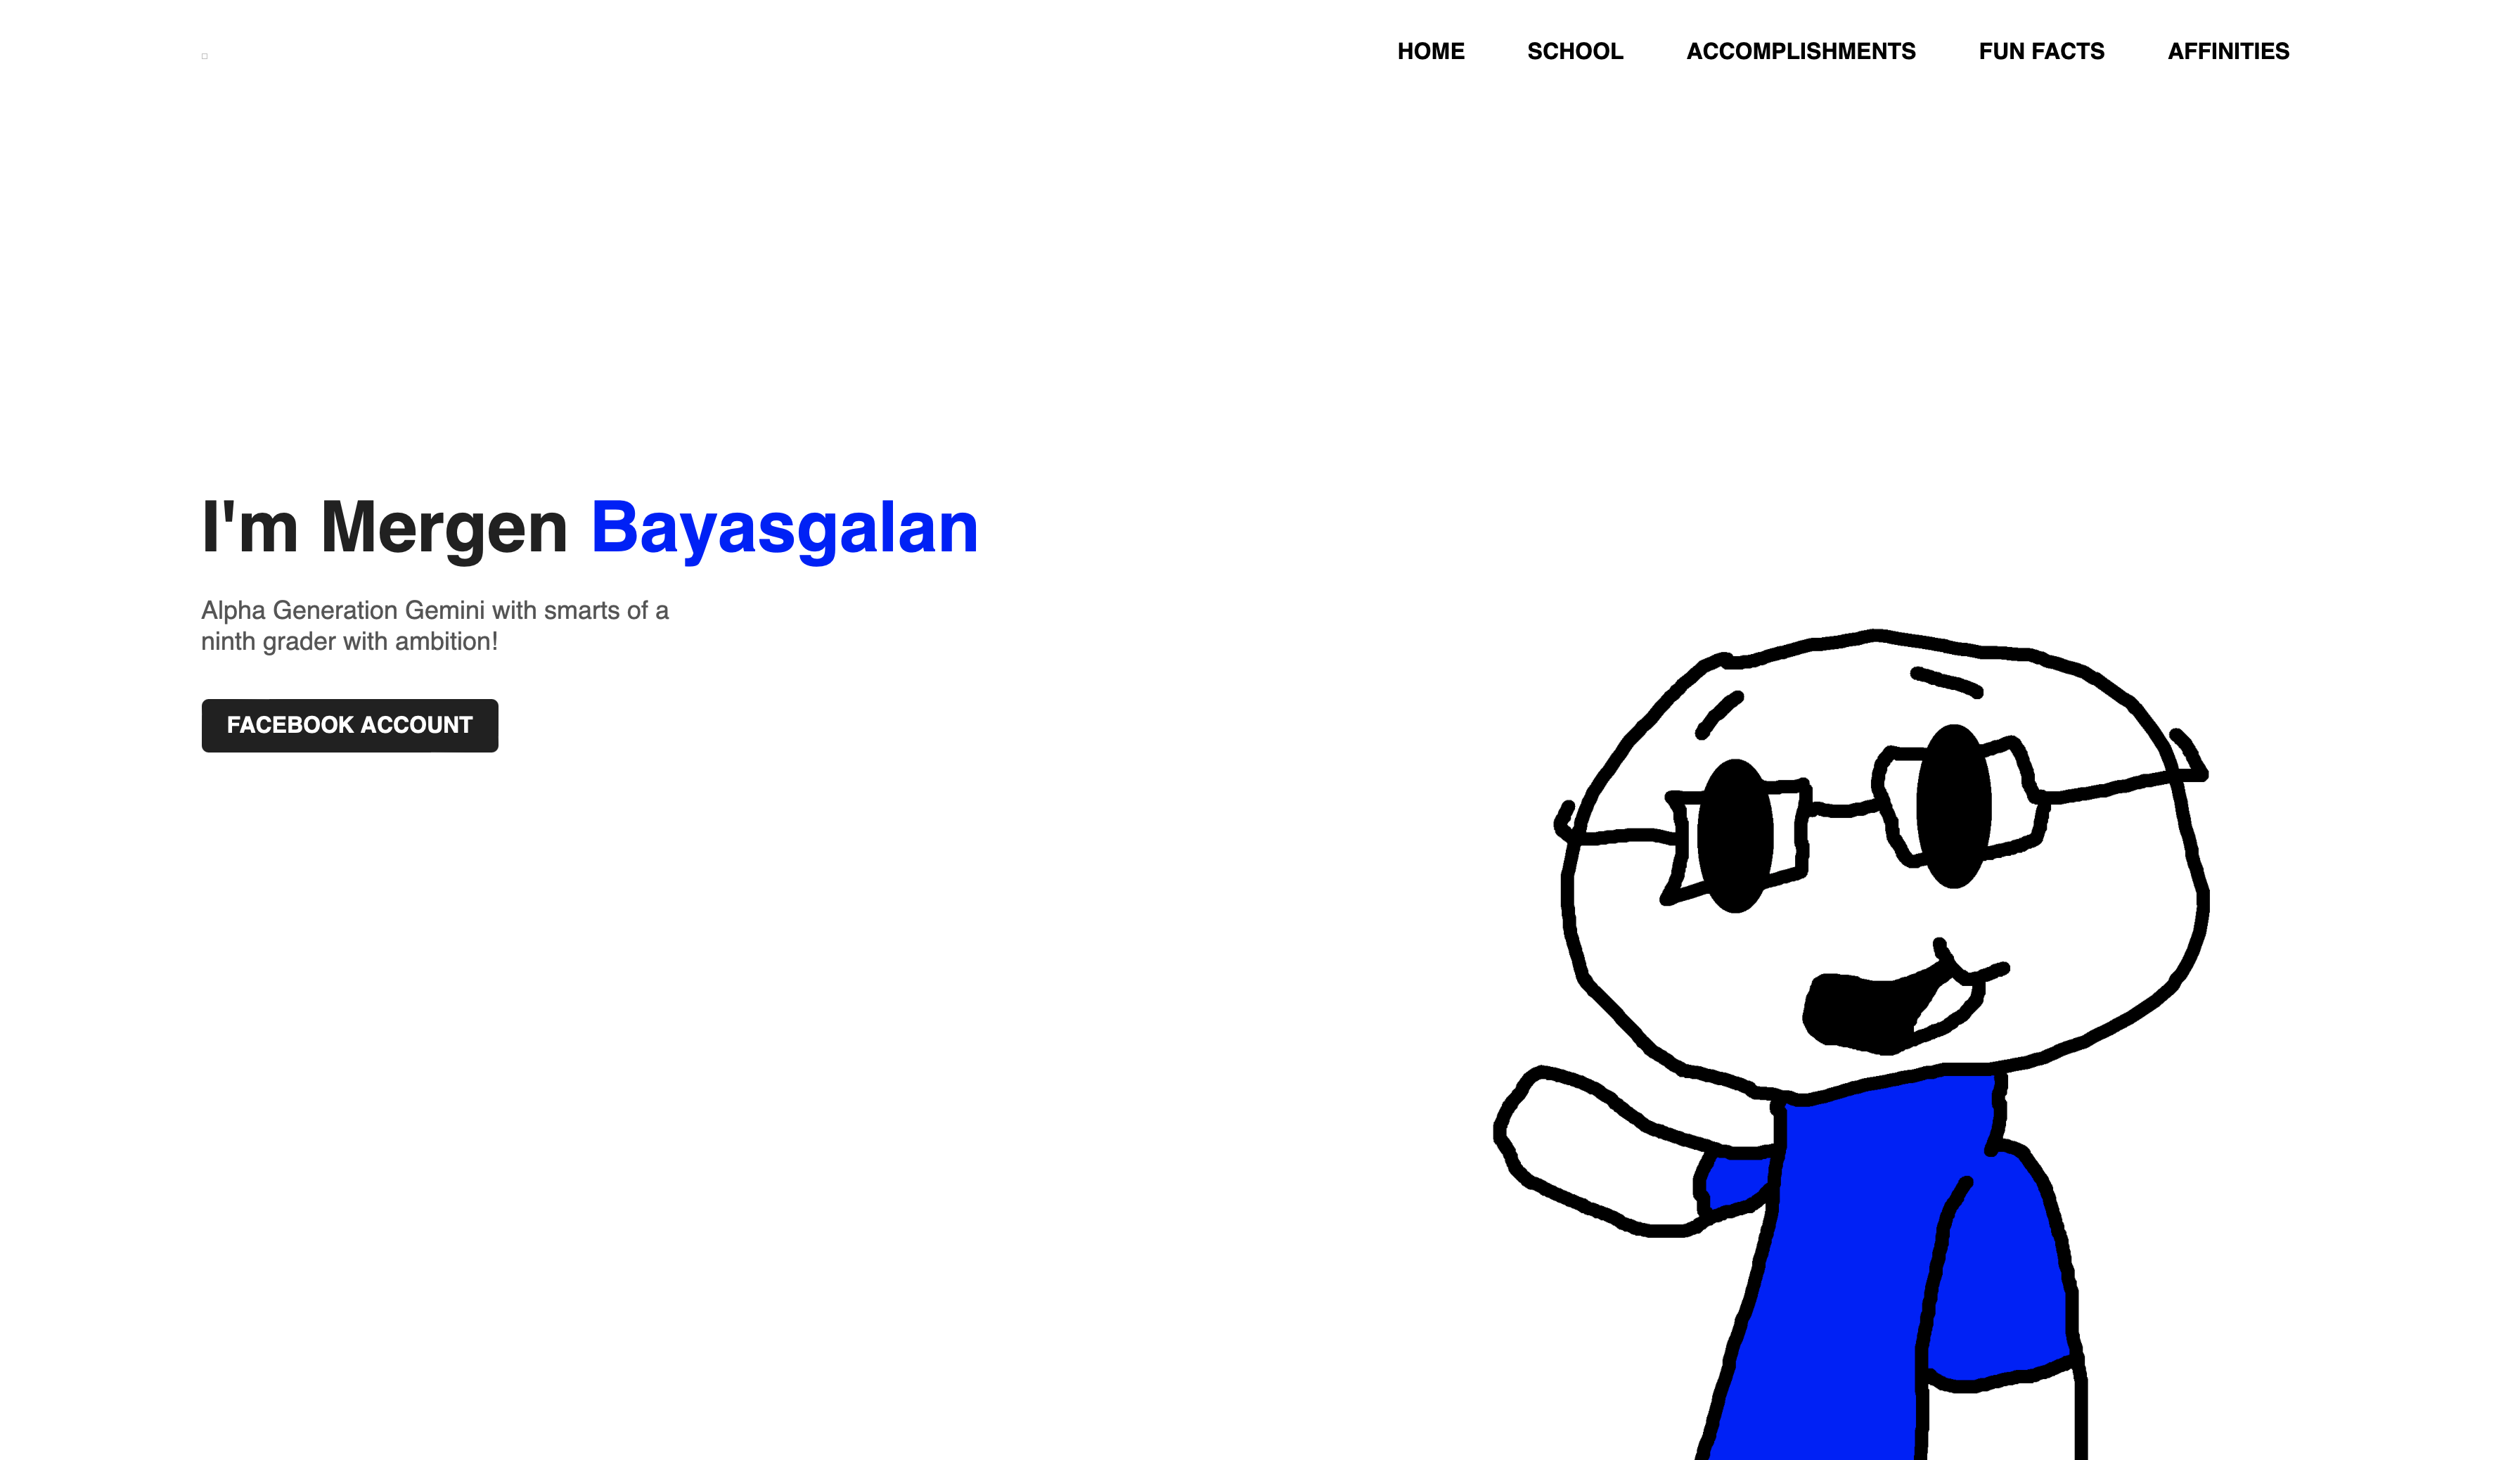 HOME SCHOOL ACCOMPLISHMENTS FUN FACTS AFFINITIES
I'm Mergen Bayasgalan
Alpha Generation Gemini with smarts of a
ninth grader with ambition!
FACEBOOK ACCOUNT